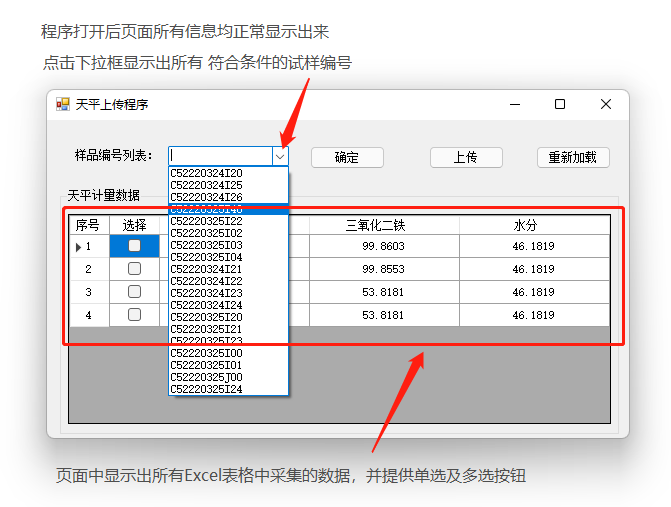 程序打开后页面所有信息均正常显示出来
点击下拉框显示出所有 符合条件的试样编号
天平上传程序
样品编号列表:
确定
上传
重新加载
天平计量数据
C52220324I20
C52220324I25
C52220324I26
C52220325I40
C52220325I22
C52220325I02
C52220325I03
C52220325I04
C52220324I21
C52220324I22
C52220324I23
C52220324I24
C52220325I20
C52220325I21
C52220325I23
C52220325I00
C52220325I01
C52220325J00
C52220325I24
序号 选择 三氧化二铁 水分
1 99.8603 46.1819
2 99.8553 46.1819
3 53.8181 46.1819
4 53.8181 46.1819
页面中显示出所有Excel表格中采集的数据，并提供单选及多选按钮